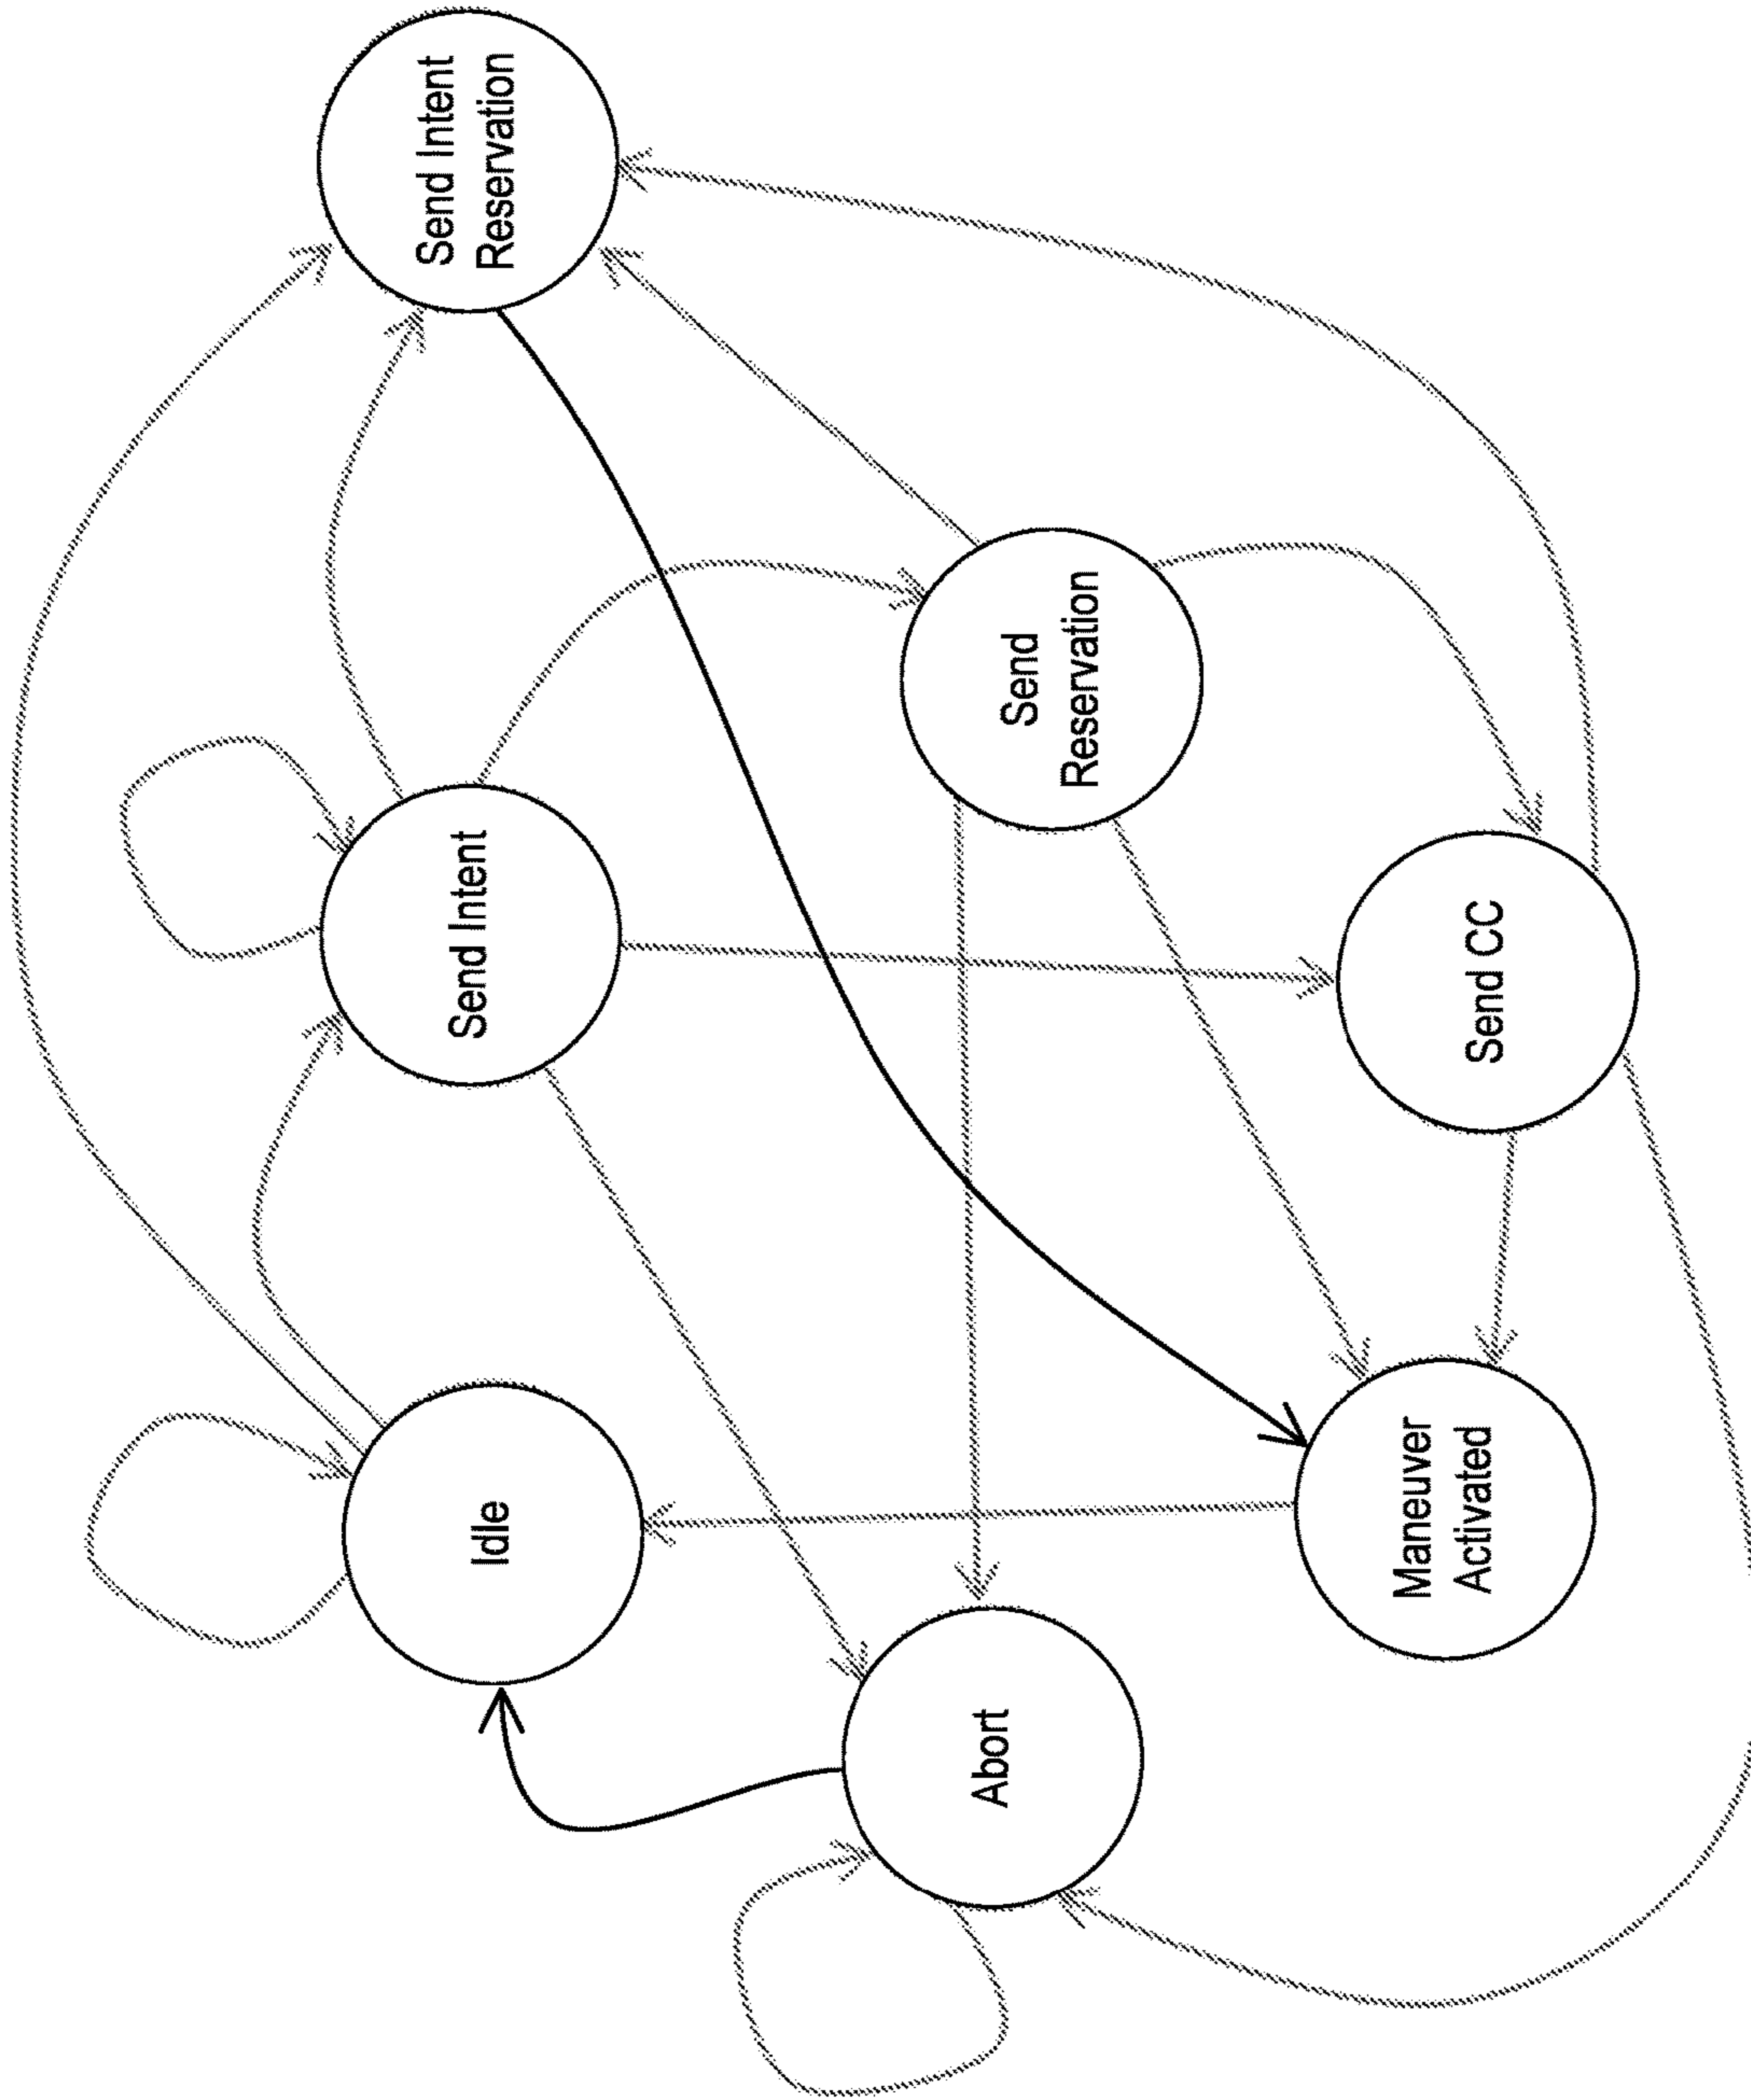 Idle
Send Intent
Send Intent
Reservation
Abort
Send
Reservation
Maneuver
Activated
Send CC